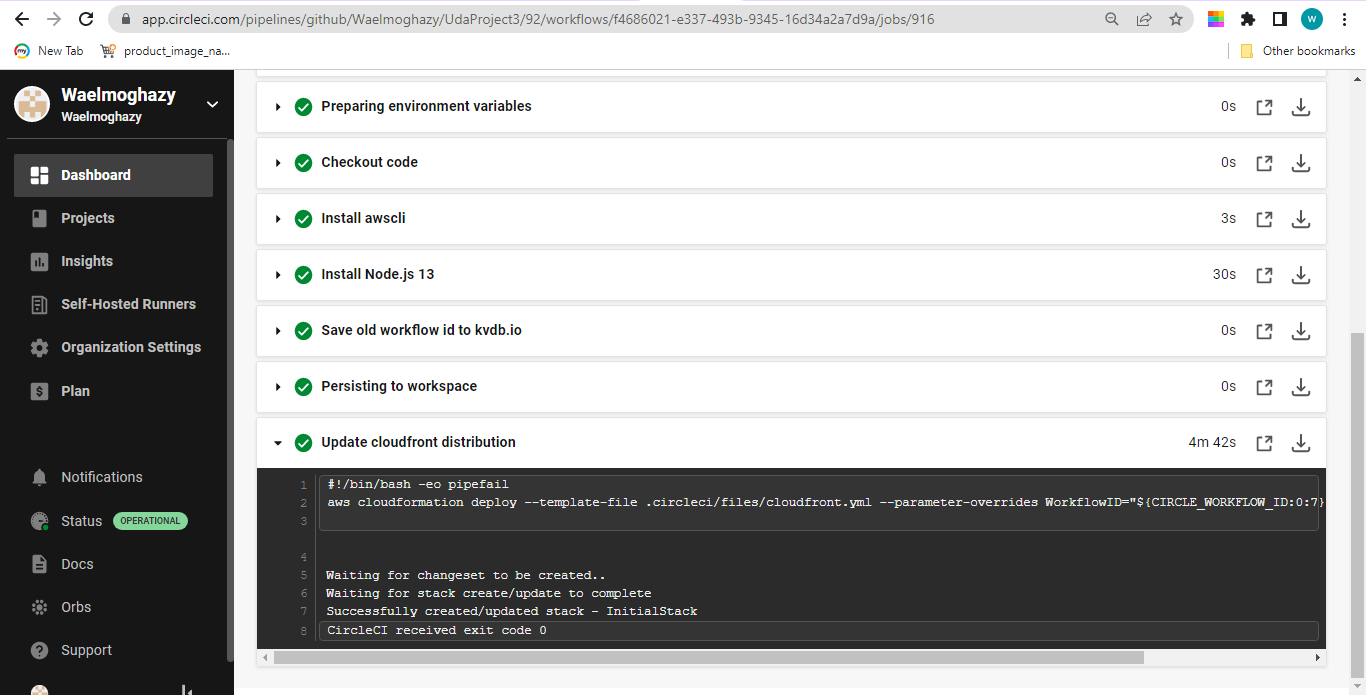 app.circleci.com/pipelines/github/Waelmoghazy/UdaProject3/92/workflows/f4686021-e337-493b-9345-16d34a2a7d9a/jobs/916
W
my New Tab
product_image_na...
Other bookmarks
Waelmoghazy
Waelmoghazy
Dashboard
Projects
Insights
Self-Hosted Runners
Organization Settings
$ Plan
Notifications
Status OPERATIONAL
Docs
Orbs
? Support
Preparing environment variables 0s
Checkout code 0s
Install awscli 3s
Install Node.js 13 30s
Save old workflow id to kvdb.io 0s
Persisting to workspace 0s
Update cloudfront distribution 4m 42s
1 #!/bin/bash -eo pipefail
2 aws cloudformation deploy --template-file .circleci/files/cloudfront.yml --parameter-overrides WorkflowID="${CIRCLE_WORKFLOW_ID:0:7}
3
4
5 Waiting for changeset to be created..
6 Waiting for stack create/update to complete
7 Successfully created/updated stack - InitialStack
8 CircleCI received exit code 0